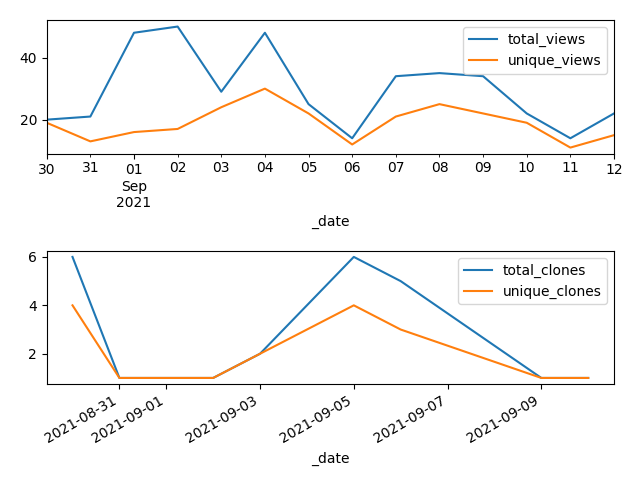 total_views
unique_views
40
20
30 31 01 02 03 04 05 06 07 08 09 10 11 12
Sep
2021
_date
total_clones
unique_clones
6
4
2
2021-08-31 2021-09-01 2021-09-03 2021-09-05 2021-09-07 2021-09-09
_date